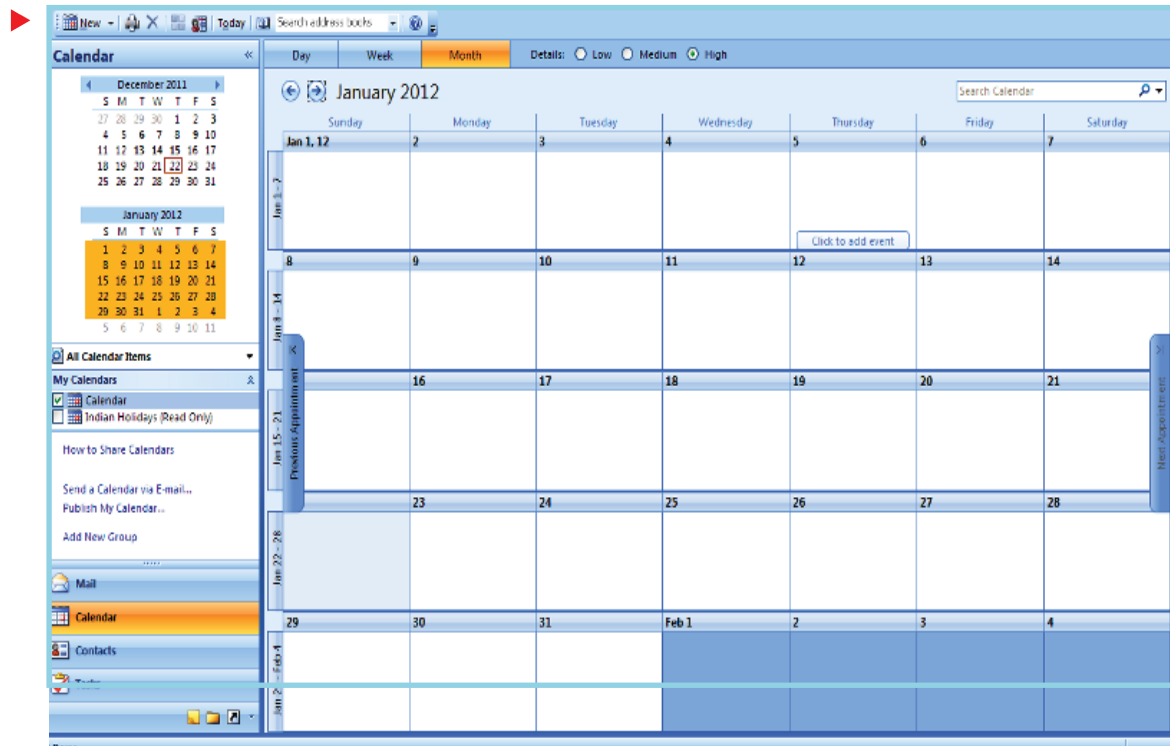 New Today Search address books
Calendar «
Day Week Month Details: Low Medium High
December 2011
S M T W T F S
27 28 29 30 1 2 3
4 5 6 7 8 9 10
11 12 13 14 15 16 17
18 19 20 21 22 23 24
25 26 27 28 29 30 31
January 2012
S M T W T F S
1 2 3 4 5 6 7
8 9 10 11 12 13 14
15 16 17 18 19 20 21
22 23 24 25 26 27 28
29 30 31 1 2 3 4
5 6 7 8 9 10 11
All Calendar Items
My Calendars
Calendar
Indian Holidays (Read Only)
How to Share Calendars
Send a Calendar via E-mail...
Publish My Calendar...
Add New Group
Mail
Calendar
Contacts
Tasks
January 2012 Search Calendar
Sunday Monday Tuesday Wednesday Thursday Friday Saturday
Jan 1, 12 2 3 4 5 6 7
Jan 1 - 7
Click to add event
8 9 10 11 12 13 14
Jan 8 - 14
Previous Appointment
Next Appointment
16 17 18 19 20 21
Jan 15 - 21
23 24 25 26 27 28
Jan 22 - 28
29 30 31 Feb 1 2 3 4
Jan 29 - Feb 4